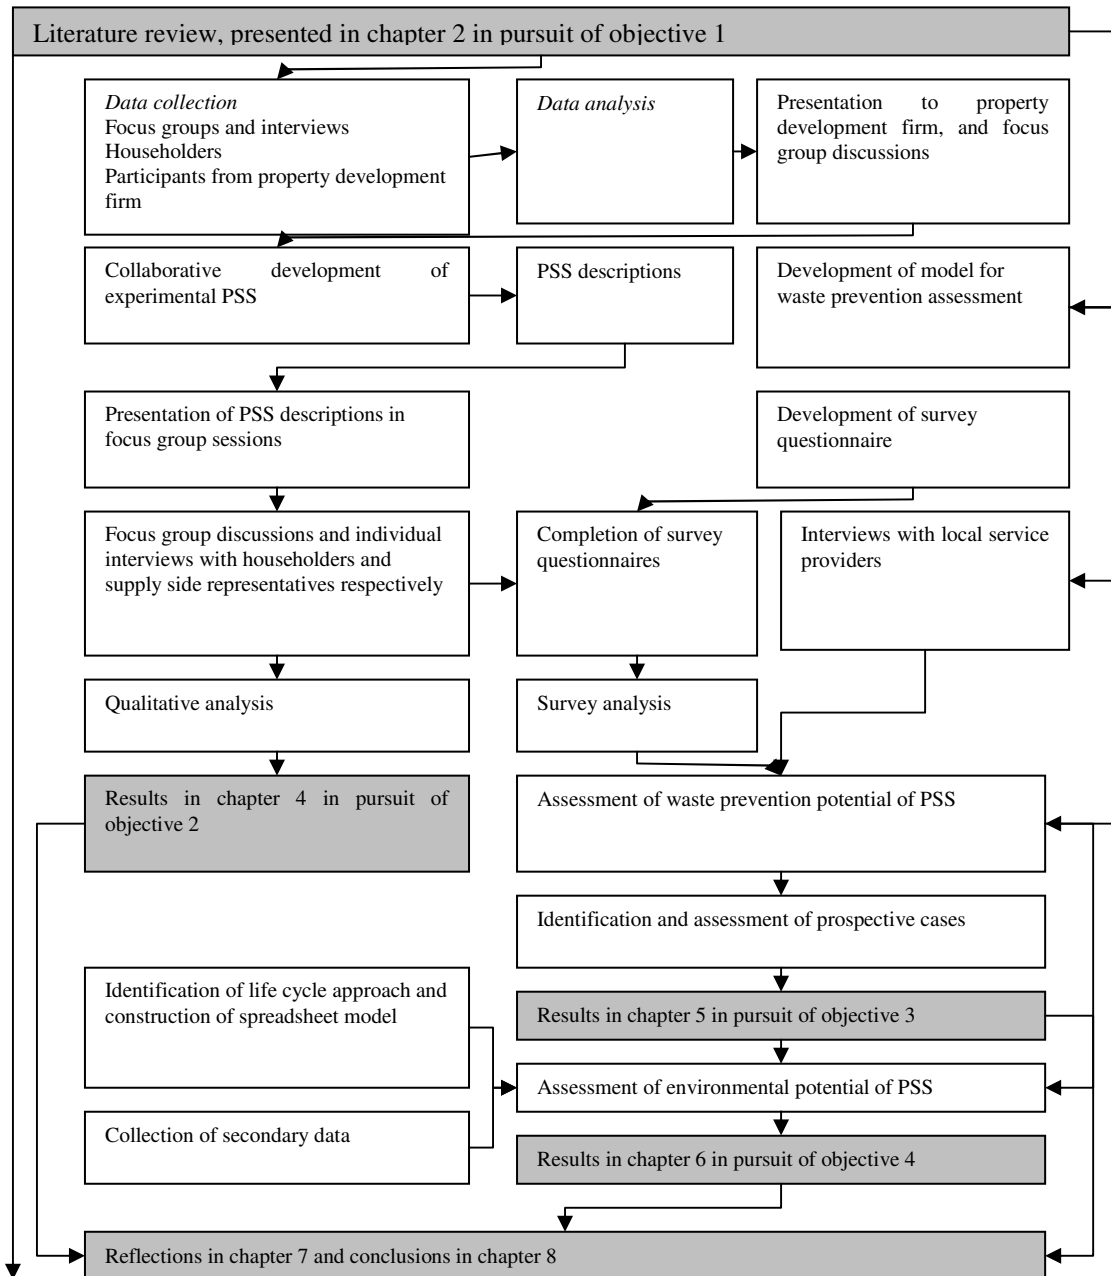 Literature review, presented in chapter 2 in pursuit of objective 1
Data collection
Focus groups and interviews
Householders
Participants from property development
firm
Data analysis
Presentation to property
development firm, and focus
group discussions
Collaborative development of
experimental PSS
PSS descriptions
Development of model for
waste prevention assessment
Presentation of PSS descriptions in
focus group sessions
Development of survey
questionnaire
Focus group discussions and individual
interviews with householders and
supply side representatives respectively
Completion of survey
questionnaires
Interviews with local service
providers
Qualitative analysis
Survey analysis
Results in chapter 4 in pursuit of
objective 2
Assessment of waste prevention potential of PSS
Identification and assessment of prospective cases
Identification of life cycle approach and
construction of spreadsheet model
Results in chapter 5 in pursuit of objective 3
Assessment of environmental potential of PSS
Collection of secondary data
Results in chapter 6 in pursuit of objective 4
Reflections in chapter 7 and conclusions in chapter 8